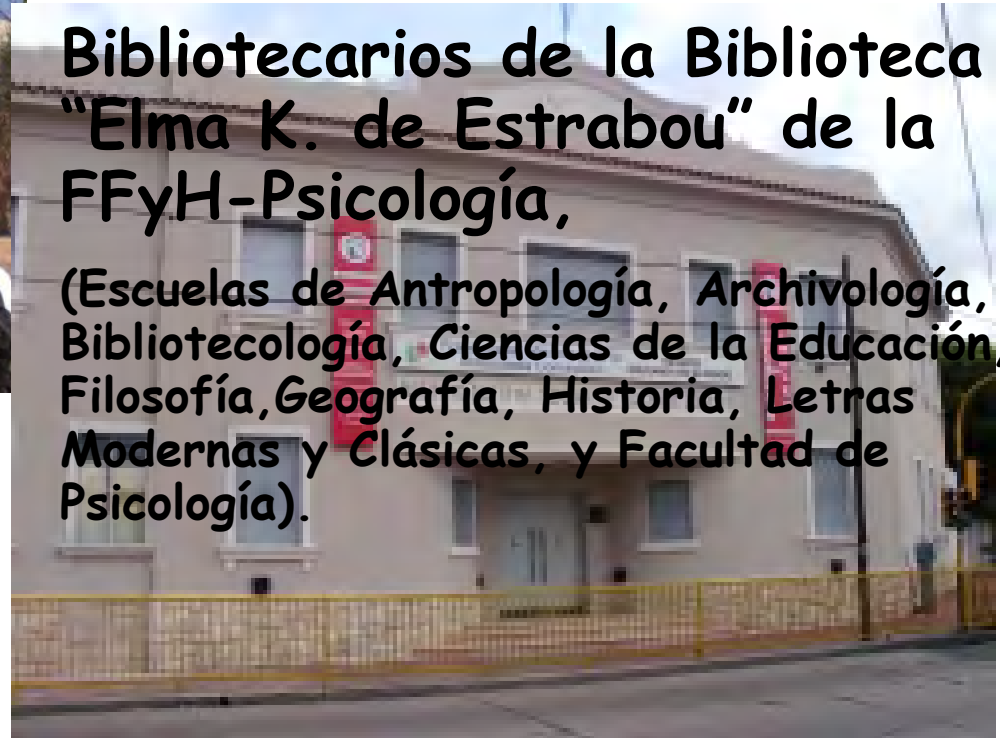 Bibliotecarios de la Biblioteca
“Elma K. de Estrabou” de la
FFyH-Psicología,
(Escuelas de Antropología, Archivología,
Bibliotecología, Ciencias de la Educación,
Filosofía,Geografía, Historia, Letras
Modernas y Clásicas, y Facultad de
Psicología).